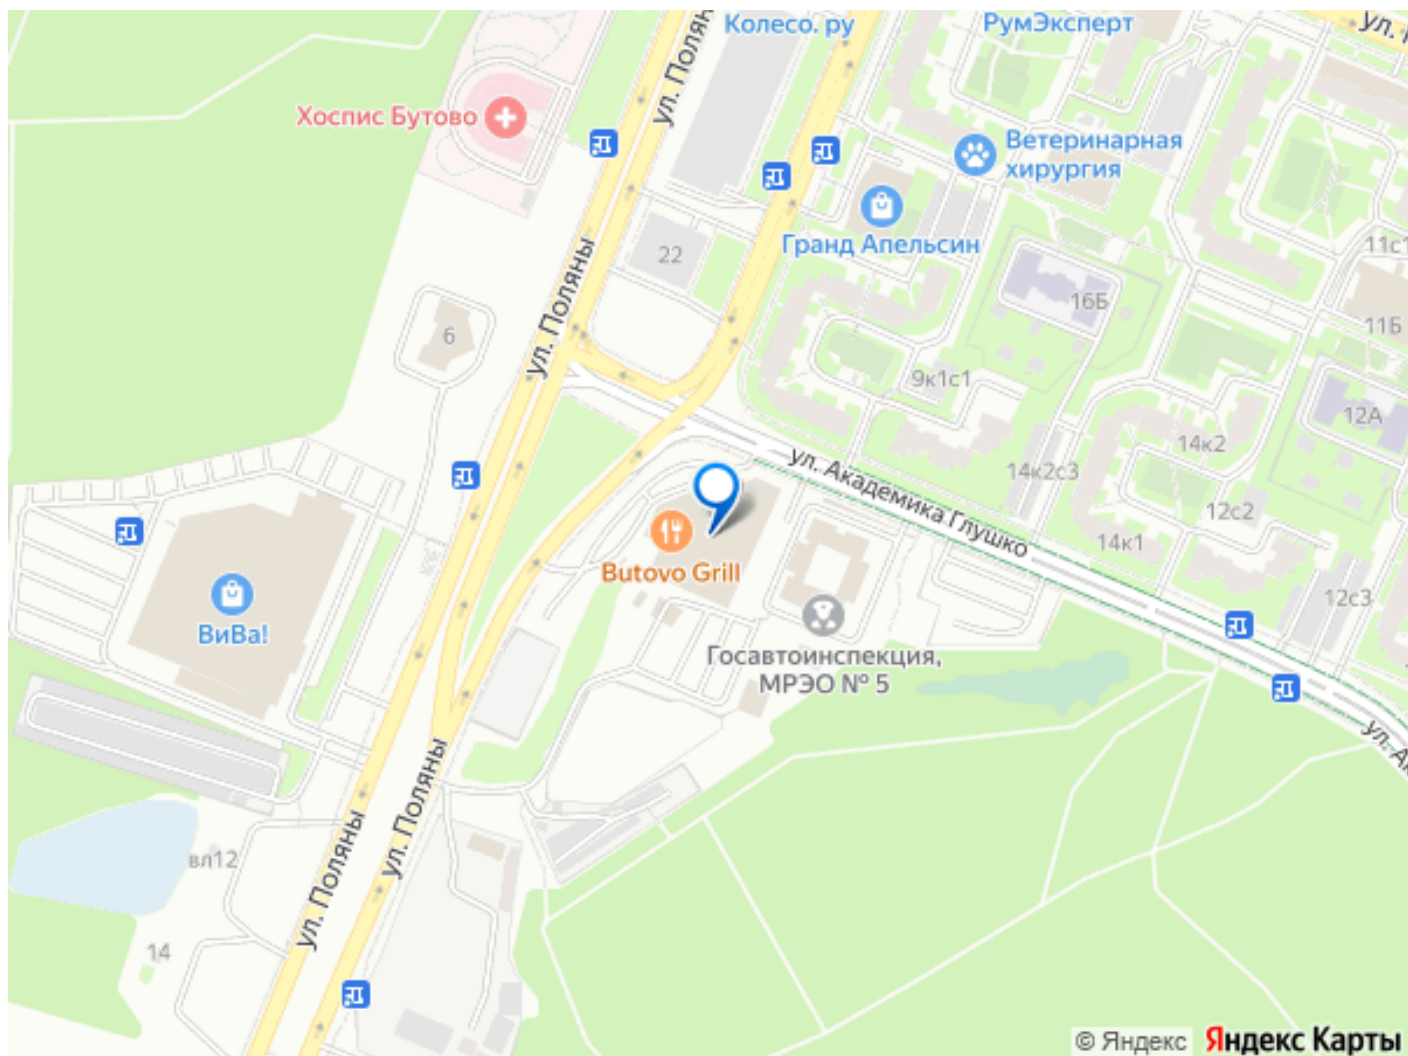 Колесо. ру
РумЭксперт
ул. Поляны
Хоспис Бутово
Ветеринарная
хирургия
Гранд Апельсин
22
6
ул. Поляны
16Б
11с1
11Б
9к1с1
12А
14к2
14к2с3
12с2
14к1
12с3
ул. Академика Глушко
Butovo Grill
ВиВа!
Госавтоинспекция,
МРЭО № 5
ул. Поляны
ул. Поляны
вл12
14
© Яндекс Яндекс Карты